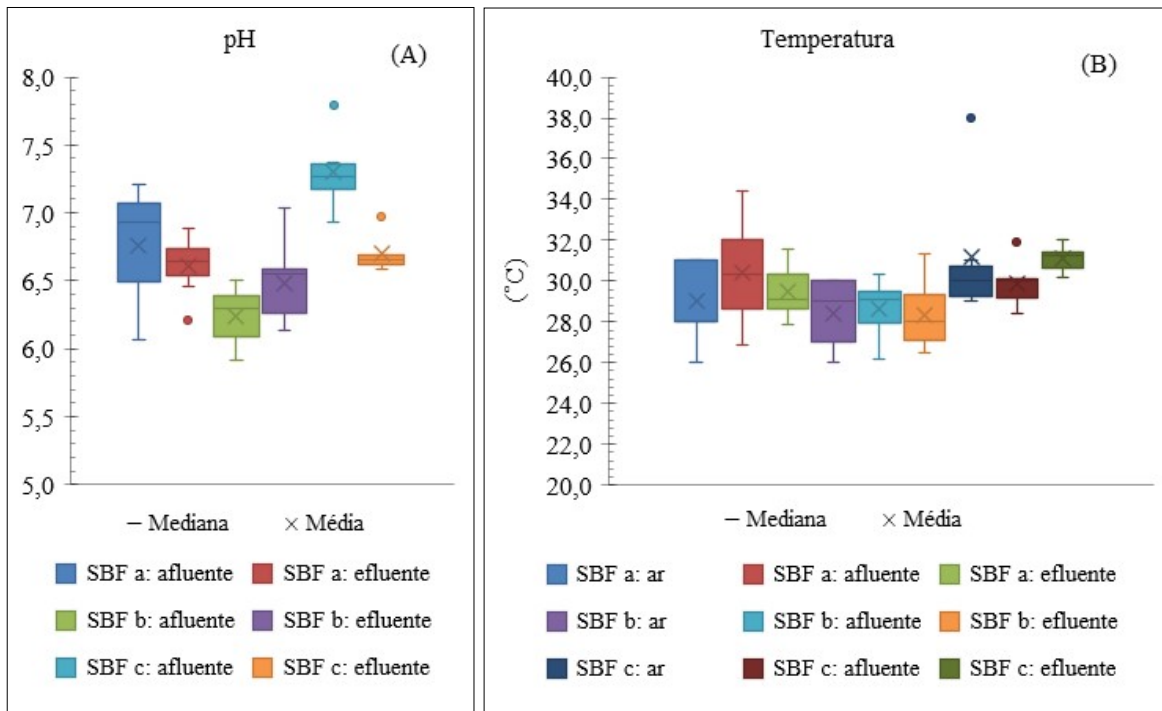 pH
(A)
8,0
7,5
7,0
6,5
6,0
5,5
5,0
– Mediana × Média
SBF a: afluente SBF a: efluente
SBF b: afluente SBF b: efluente
SBF c: afluente SBF c: efluente
Temperatura
(B)
(°C)
40,0
38,0
36,0
34,0
32,0
30,0
28,0
26,0
24,0
22,0
20,0
– Mediana × Média
SBF a: ar SBF a: afluente SBF a: efluente
SBF b: ar SBF b: afluente SBF b: efluente
SBF c: ar SBF c: afluente SBF c: efluente